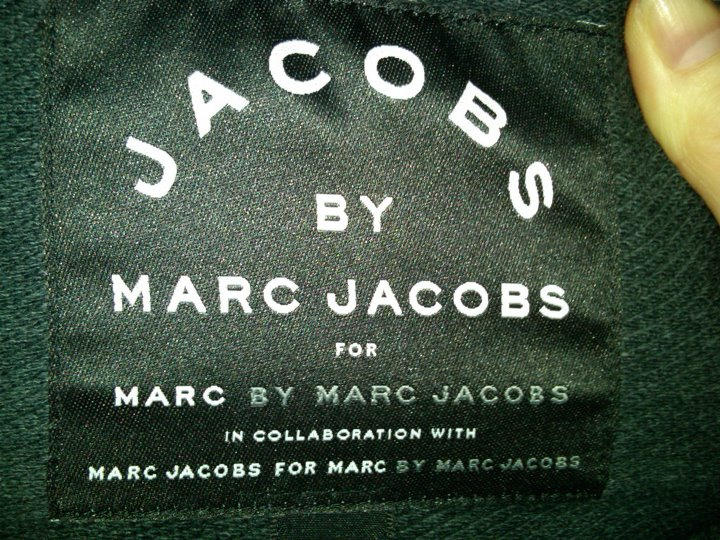 JACOBS
BY
MARC JACOBS
FOR
MARC BY MARC JACOBS
IN COLLABORATION WITH
MARC JACOBS FOR MARC BY MARC JACOBS